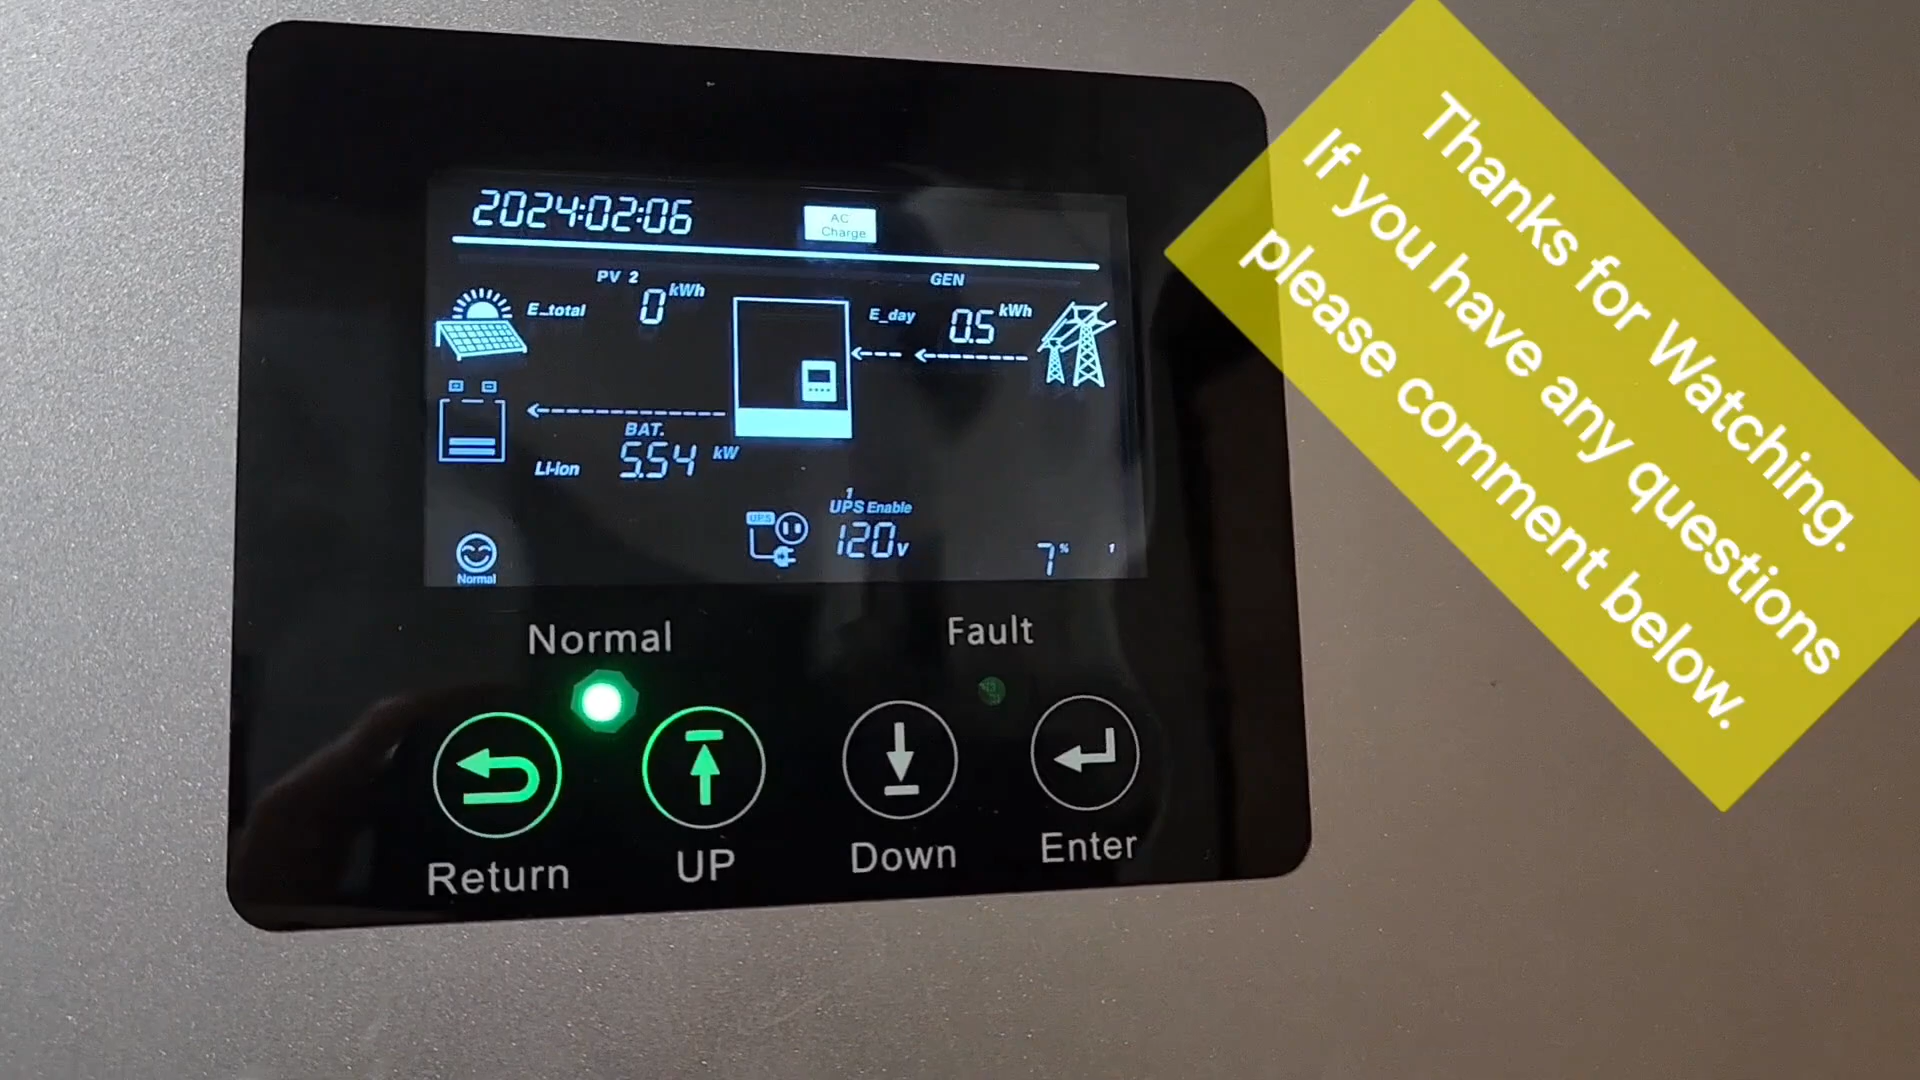 2024:02:06
AC
Charge
PV 2
E_total
0 kWh
GEN
E_day
0.5 kWh
BAT.
Li-ion
5.54 kW
1
UPS Enable
UPS
120v
7%
1
Normal
Normal
Fault
Return
UP
Down
Enter
Thanks for Watching.
If you have any questions
please comment below.